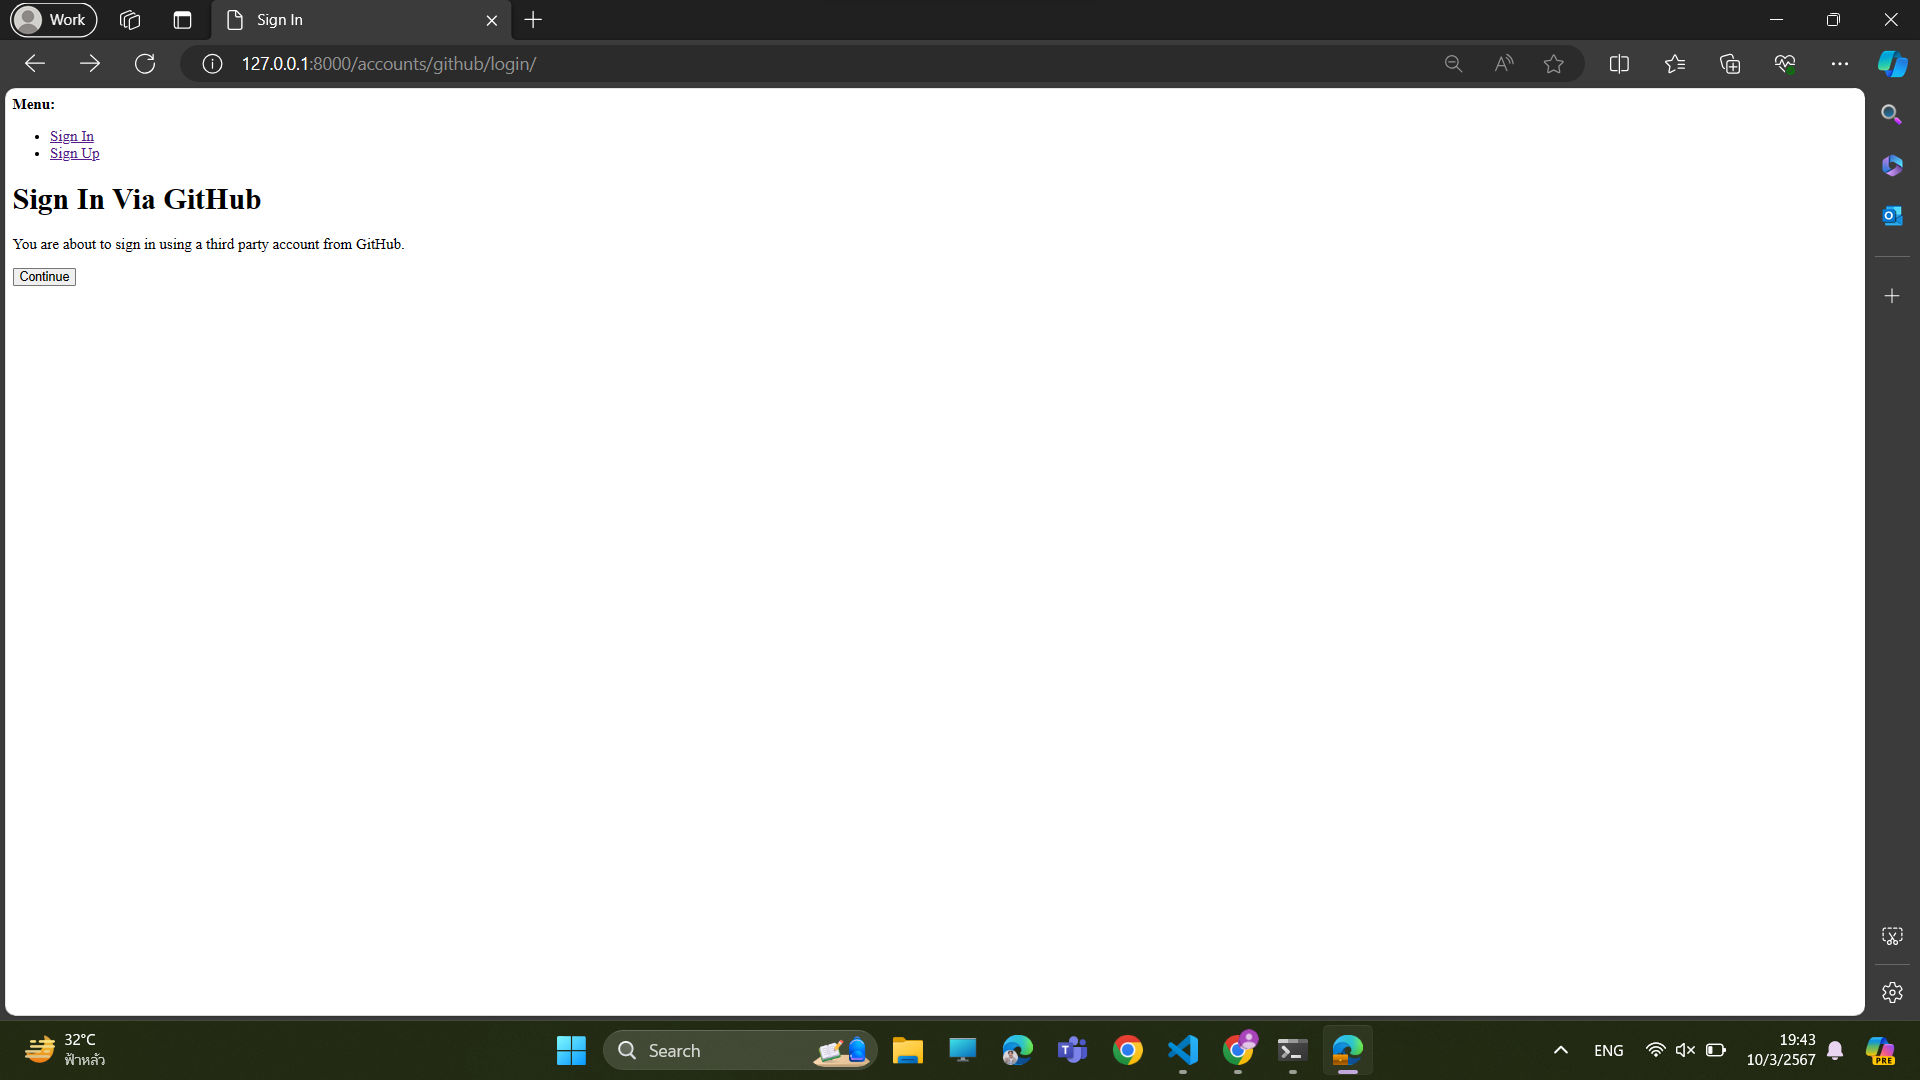 Work
Sign In
127.0.0.1:8000/accounts/github/login/
Menu:
Sign In
Sign Up
Sign In Via GitHub
You are about to sign in using a third party account from GitHub.
Continue
32°C
ฟ้าหลัว
Search
ENG
19:43
10/3/2567
PRE